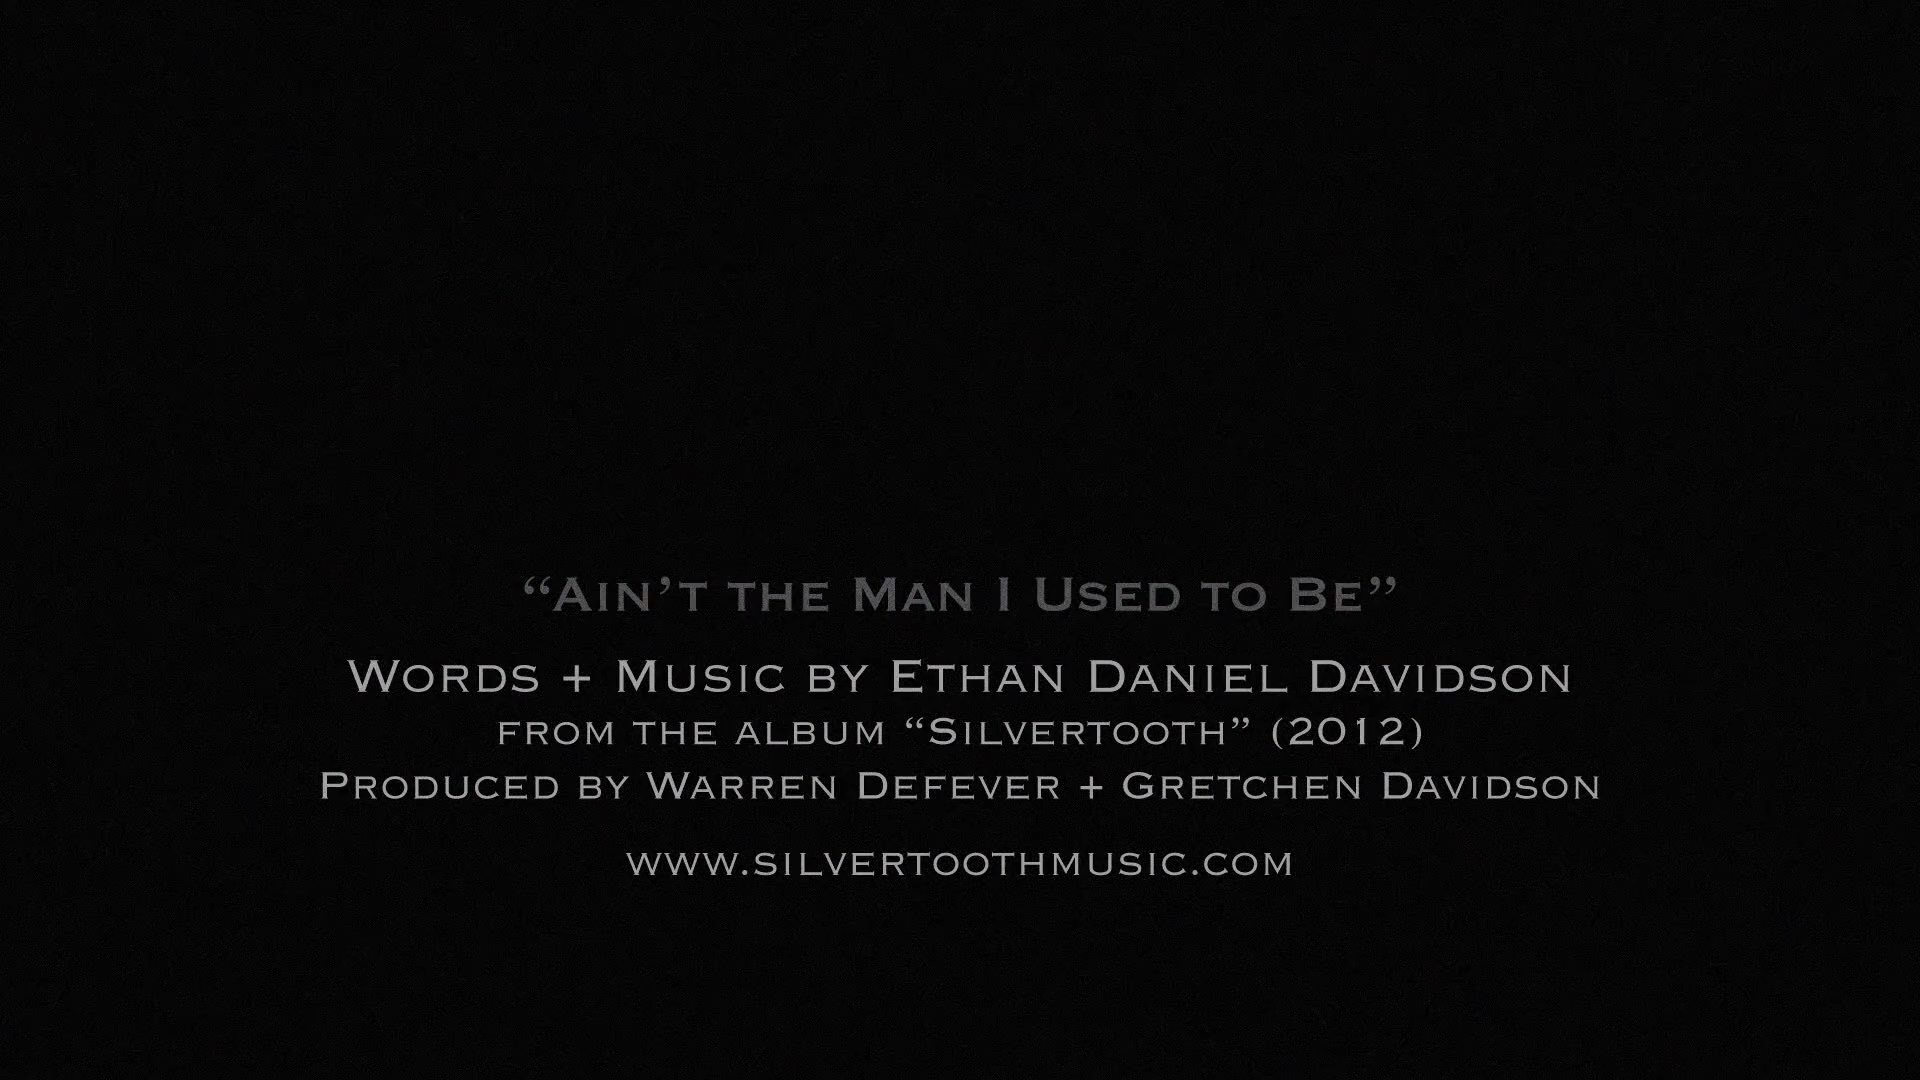 “Ain’t the Man I Used to Be”
Words + Music by Ethan Daniel Davidson
from the album “Silvertooth” (2012)
Produced by Warren Defever + Gretchen Davidson
www.silvertoothmusic.com